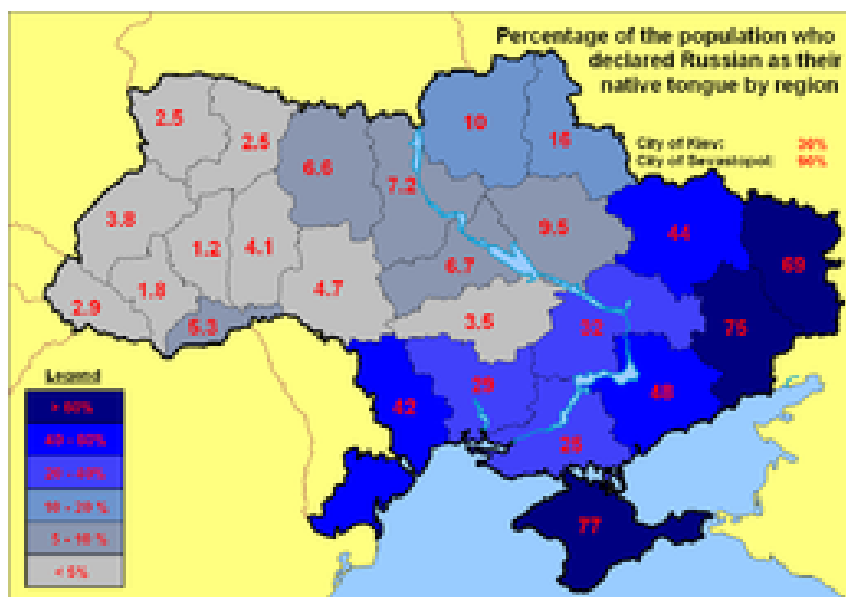 Percentage of the population who
declared Russian as their
native tongue by region
City of Kiev: 30%
City of Sevastopol: 90%
2.5
2.5
10
16
6.6
7.2
3.8
1.2
4.1
9.5
44
69
2.9
1.8
4.7
6.7
5.3
3.5
32
75
42
29
48
25
77
Legend
> 60%
40 - 60%
20 - 40%
10 - 20 %
5 - 10 %
< 5%